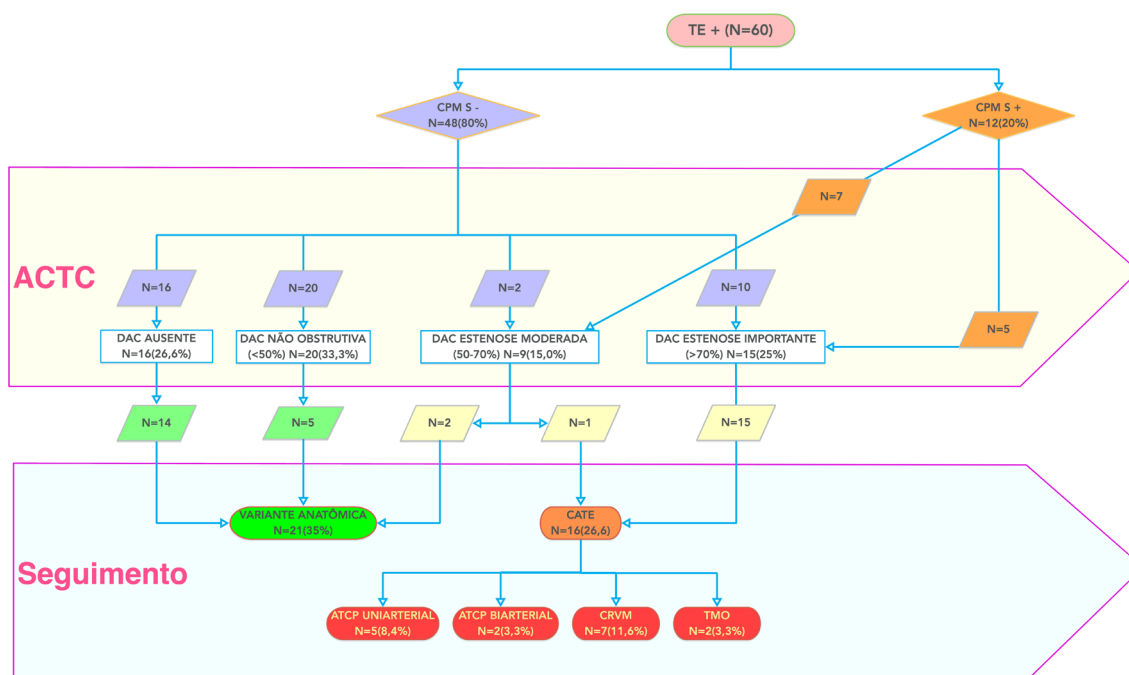 TE + (N=60)
CPM S -
N=48(80%)
CPM S +
N=12(20%)
N=7
ACTC
N=16
N=20
N=2
N=10
N=5
DAC AUSENTE
N=16(26,6%)
DAC NÃO OBSTRUTIVA
(<50%) N=20(33,3%)
DAC ESTENOSE MODERADA
(50-70%) N=9(15,0%)
DAC ESTENOSE IMPORTANTE
(>70%) N=15(25%)
N=14
N=5
N=2
N=1
N=15
VARIANTE ANATÔMICA
N=21(35%)
CATE
N=16(26,6)
Seguimento
ATCP UNIARTERIAL
N=5(8,4%)
ATCP BIARTERIAL
N=2(3,3%)
CRVM
N=7(11,6%)
TMO
N=2(3,3%)